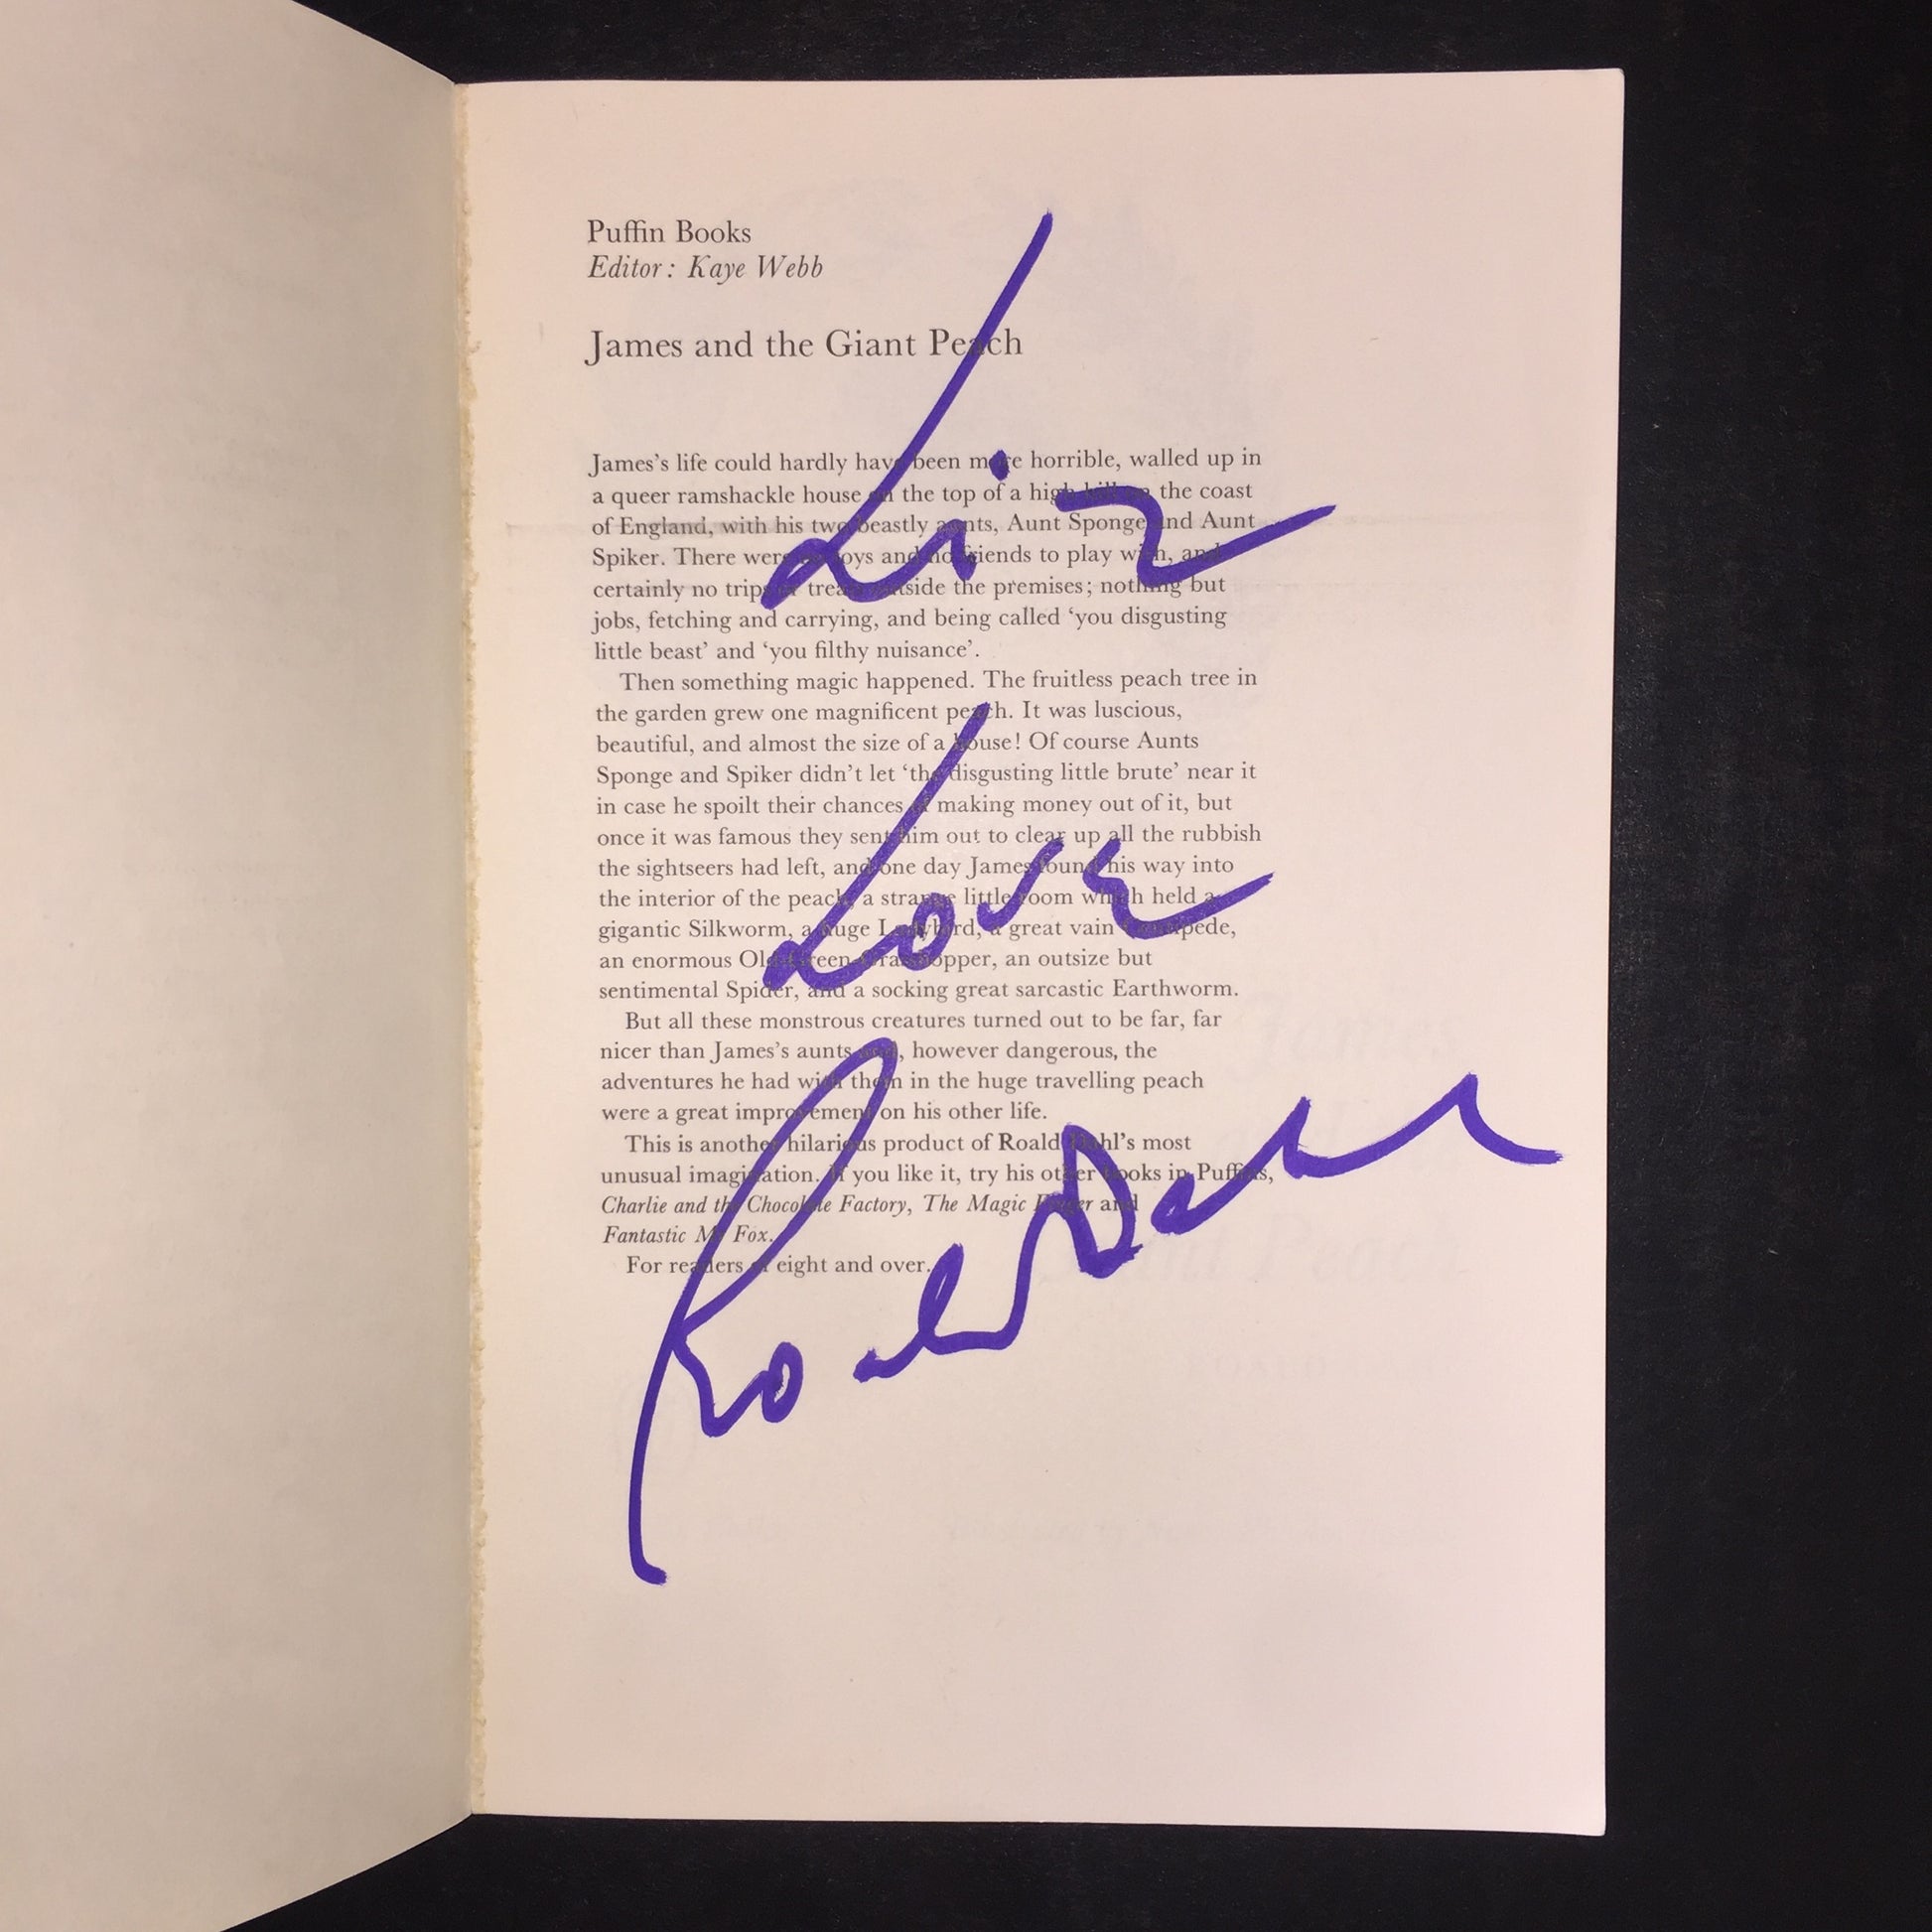 Puffin Books
Editor: Kaye Webb
James and the Giant Peach
Liz
James's life could hardly have been more horrible, walled up in
a queer ramshackle house on the top of a high hill on the coast
of England, with his two beastly aunts, Aunt Sponge and Aunt
Spiker. There were no toys and no friends to play with, and
certainly no trips or treats outside the premises; nothing but
jobs, fetching and carrying, and being called ‘you disgusting
little beast’ and ‘you filthy nuisance’.
Then something magic happened. The fruitless peach tree in
the garden grew one magnificent peach. It was luscious,
beautiful, and almost the size of a house! Of course Aunts
Sponge and Spiker didn't let ‘the disgusting little brute’ near it
in case he spoilt their chances of making money out of it, but
once it was famous they sent him out to clear up all the rubbish
the sightseers had left, and one day James found his way into
the interior of the peach, a strange little room which held a
gigantic Silkworm, a huge Ladybird, a great vain Centipede,
an enormous Old-Green-Grasshopper, an outsize but
sentimental Spider, and a socking great sarcastic Earthworm.
Love
But all these monstrous creatures turned out to be far, far
nicer than James's aunts and, however dangerous, the
adventures he had with them in the huge travelling peach
were a great improvement on his other life.
This is another hilarious product of Roald Dahl's most
unusual imagination. If you like it, try his other books in Puffins,
Charlie and the Chocolate Factory, The Magic Finger and
Fantastic Mr Fox.
For readers of eight and over.
Roald Dahl